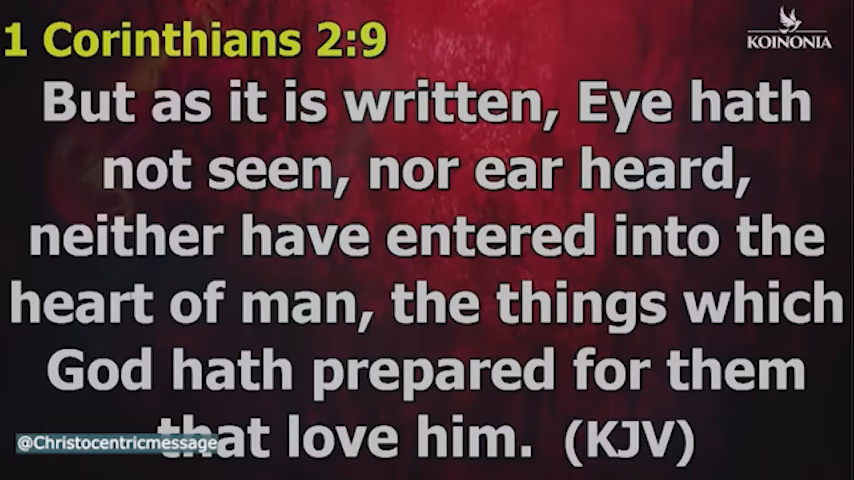 1 Corinthians 2:9
KOINONIA
But as it is written, Eye hath
not seen, nor ear heard,
neither have entered into the
heart of man, the things which
God hath prepared for them
that love him. (KJV)
@Christocentricmessage